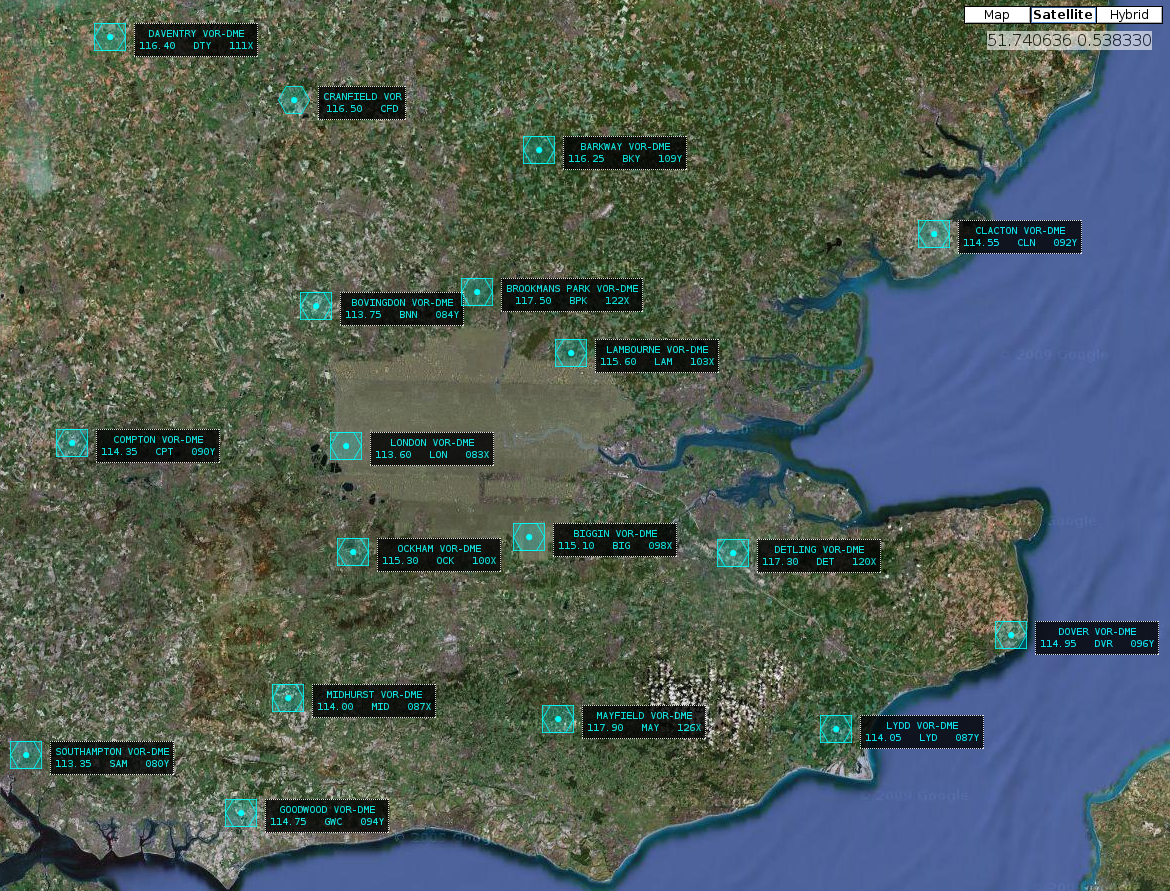 Map Satellite Hybrid
51.740636 0.538330
DAVENTRY VOR-DME
116.40 DTY 111X
CRANFIELD VOR
116.50 CFD
BARKWAY VOR-DME
116.25 BKY 109Y
CLACTON VOR-DME
114.55 CLN 092Y
BROOKMANS PARK VOR-DME
117.50 BPK 122X
BOVINGDON VOR-DME
113.75 BNN 084Y
LAMBOURNE VOR-DME
115.60 LAM 103X
COMPTON VOR-DME
114.35 CPT 090Y
LONDON VOR-DME
113.60 LON 083X
BIGGIN VOR-DME
115.10 BIG 098X
OCKHAM VOR-DME
115.30 OCK 100X
DETLING VOR-DME
117.30 DET 120X
DOVER VOR-DME
114.95 DVR 096Y
MIDHURST VOR-DME
114.00 MID 087X
MAYFIELD VOR-DME
117.90 MAY 126X
LYDD VOR-DME
114.05 LYD 087Y
SOUTHAMPTON VOR-DME
113.35 SAM 080Y
GOODWOOD VOR-DME
114.75 GWC 094Y
© 2009 Google